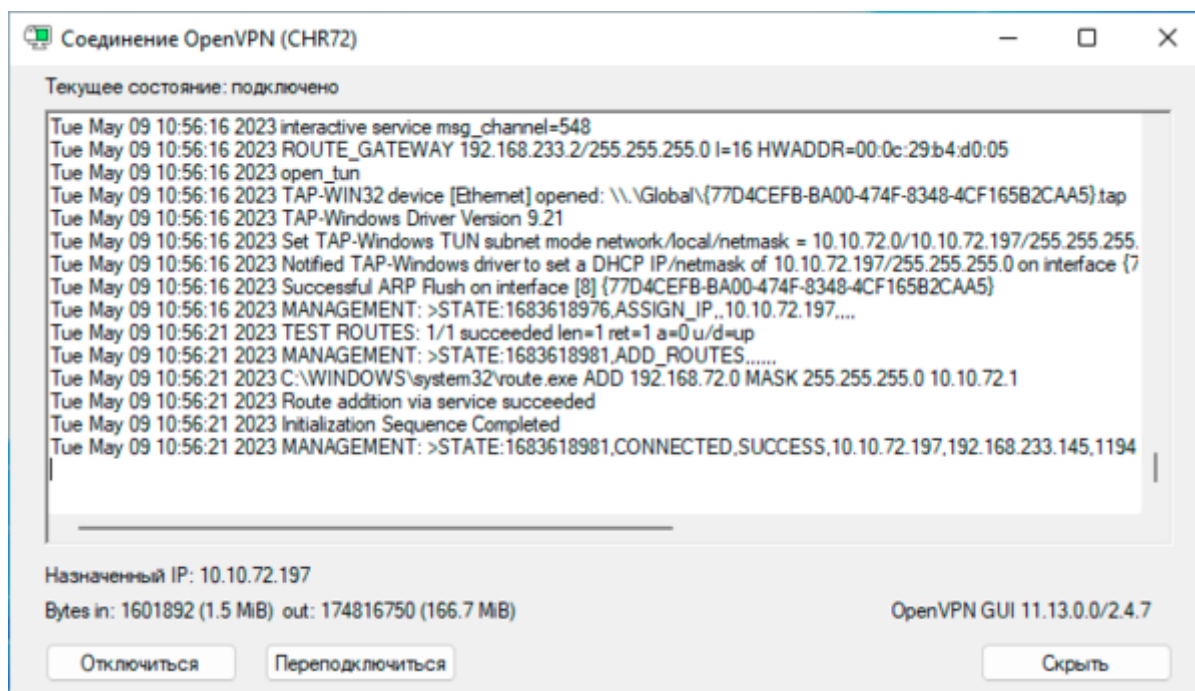 Соединение OpenVPN (CHR72)
Текущее состояние: подключено
Tue May 09 10:56:16 2023 interactive service msg_channel=548
Tue May 09 10:56:16 2023 ROUTE_GATEWAY 192.168.233.2/255.255.255.0 I=16 HWADDR=00:0c:29:b4:d0:05
Tue May 09 10:56:16 2023 open_tun
Tue May 09 10:56:16 2023 TAP-WIN32 device [Ethernet] opened: \\.\Global\{77D4CEFB-BA00-474F-8348-4CF165B2CAA5}.tap
Tue May 09 10:56:16 2023 TAP-Windows Driver Version 9.21
Tue May 09 10:56:16 2023 Set TAP-Windows TUN subnet mode network/local/netmask = 10.10.72.0/10.10.72.197/255.255.255.
Tue May 09 10:56:16 2023 Notified TAP-Windows driver to set a DHCP IP/netmask of 10.10.72.197/255.255.255.0 on interface {7
Tue May 09 10:56:16 2023 Successful ARP Flush on interface [8] {77D4CEFB-BA00-474F-8348-4CF165B2CAA5}
Tue May 09 10:56:16 2023 MANAGEMENT: >STATE:1683618976,ASSIGN_IP,,10.10.72.197,,,,
Tue May 09 10:56:21 2023 TEST ROUTES: 1/1 succeeded len=1 ret=1 a=0 u/d=up
Tue May 09 10:56:21 2023 MANAGEMENT: >STATE:1683618981,ADD_ROUTES,,,,,,
Tue May 09 10:56:21 2023 C:\WINDOWS\system32\route.exe ADD 192.168.72.0 MASK 255.255.255.0 10.10.72.1
Tue May 09 10:56:21 2023 Route addition via service succeeded
Tue May 09 10:56:21 2023 Initialization Sequence Completed
Tue May 09 10:56:21 2023 MANAGEMENT: >STATE:1683618981,CONNECTED,SUCCESS,10.10.72.197,192.168.233.145,1194
Назначенный IP: 10.10.72.197
Bytes in: 1601892 (1.5 MiB) out: 174816750 (166.7 MiB)
OpenVPN GUI 11.13.0.0/2.4.7
Отключиться
Переподключиться
Скрыть